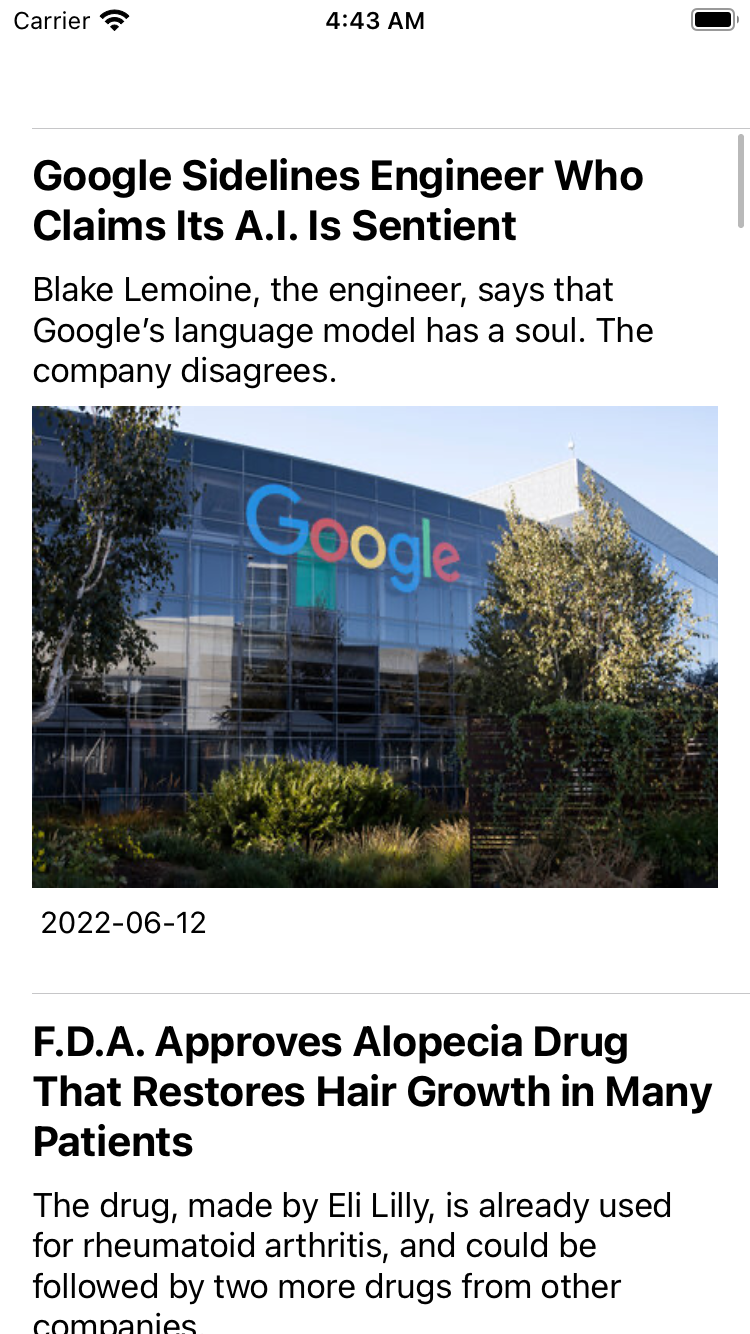 Carrier 4:43 AM
Google Sidelines Engineer Who
Claims Its A.I. Is Sentient
Blake Lemoine, the engineer, says that
Google’s language model has a soul. The
company disagrees.
Google
2022-06-12
F.D.A. Approves Alopecia Drug
That Restores Hair Growth in Many
Patients
The drug, made by Eli Lilly, is already used
for rheumatoid arthritis, and could be
followed by two more drugs from other
companies